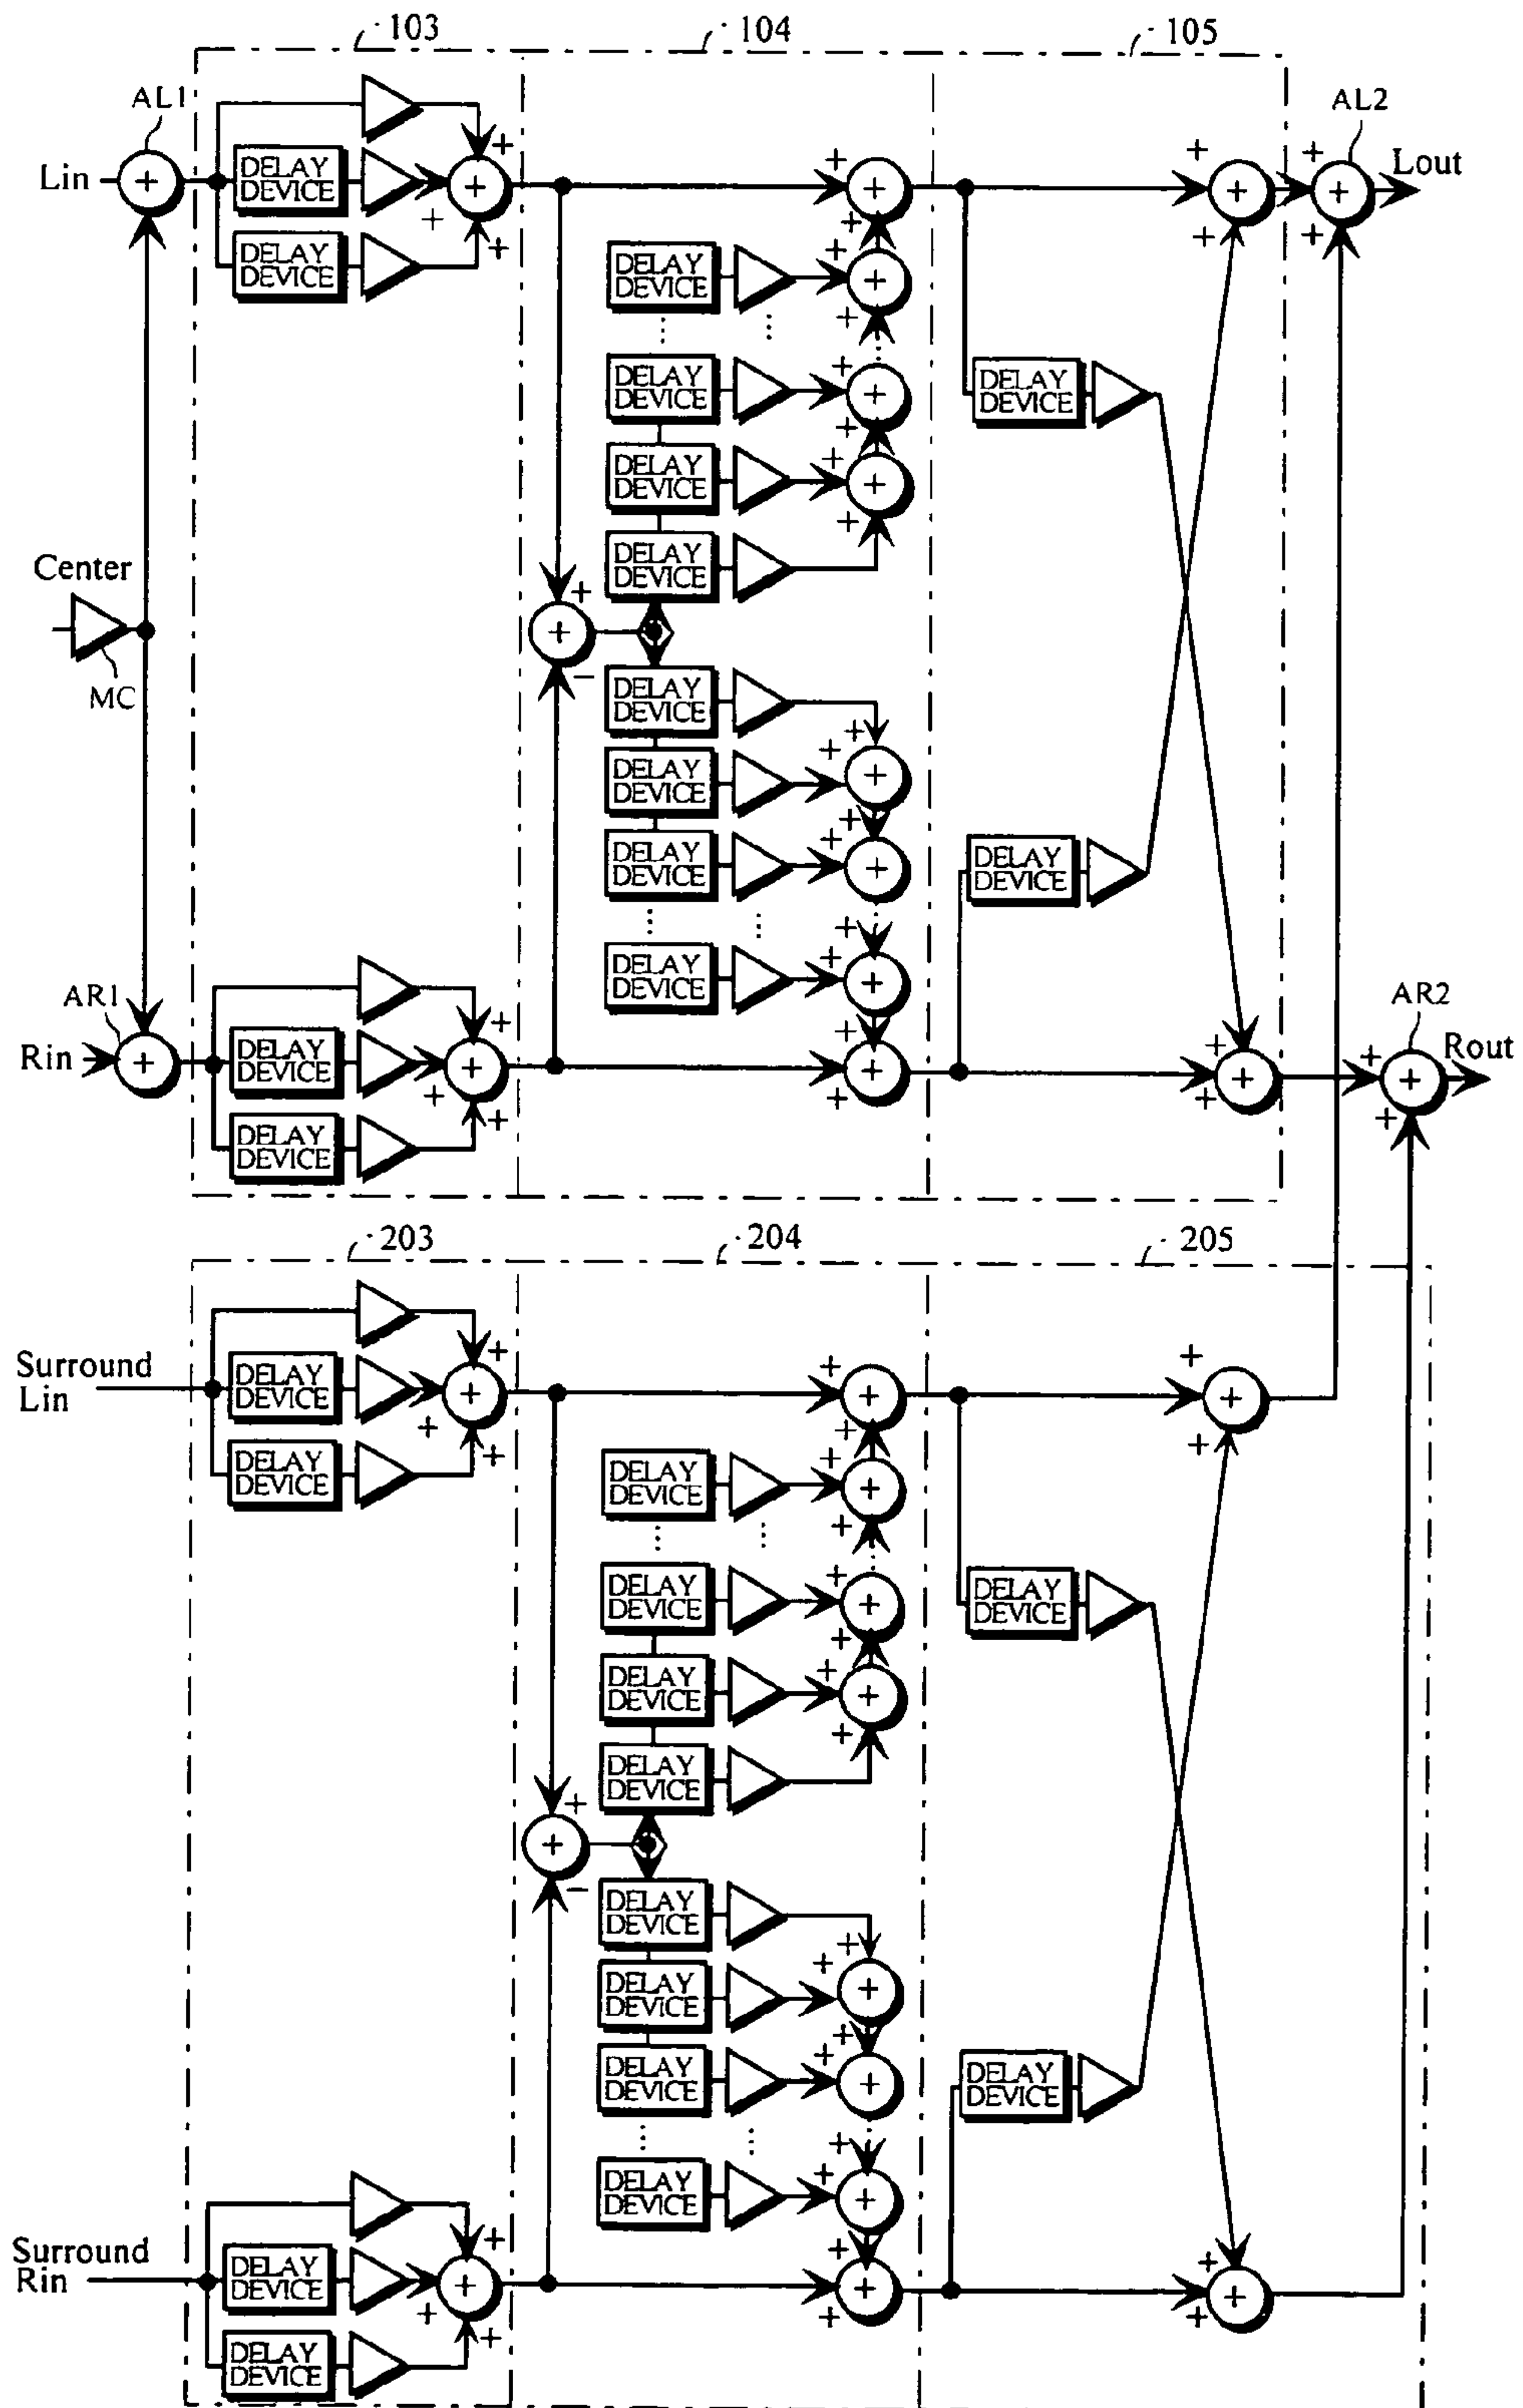 103
104
105
AL1
AL2
Lin
+
DELAY
DEVICE
+
+
+
+
+
+
+
+
+
Lout
+
+
+
DELAY
DEVICE
+
+
DELAY
DEVICE
+
+
+
+
DELAY
DEVICE
+
+
+
DELAY
DEVICE
DELAY
DEVICE
+
+
+
+
DELAY
DEVICE
Center
MC
+
+
−
DELAY
DEVICE
+
+
DELAY
DEVICE
+
+
DELAY
DEVICE
+
+
+
DELAY
DEVICE
DELAY
DEVICE
+
+
+
AR1
AR2
Rin
+
DELAY
DEVICE
+
+
+
+
+
+
+
+
+
+
+
+
+
+
Rout
DELAY
DEVICE
+
203
204
205
Surround
Lin
DELAY
DEVICE
+
+
+
+
+
+
+
+
+
+
DELAY
DEVICE
DELAY
DEVICE
+
+
+
DELAY
DEVICE
+
+
DELAY
DEVICE
DELAY
DEVICE
+
+
+
+
DELAY
DEVICE
+
+
−
DELAY
DEVICE
+
+
DELAY
DEVICE
+
+
DELAY
DEVICE
+
+
+
DELAY
DEVICE
DELAY
DEVICE
+
+
+
Surround
Rin
DELAY
DEVICE
+
+
+
+
+
+
+
+
+
+
DELAY
DEVICE
+